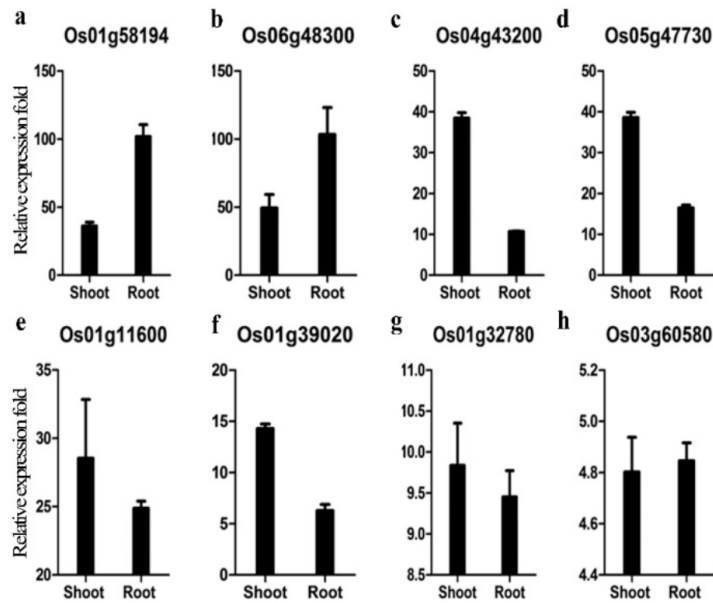 a b c d
Os01g58194 Os06g48300 Os04g43200 Os05g47730
Relative expression fold
150 150 50 50
100 100 40 40
50 50 30 30
0 0 20 20
10 10
0 0
Shoot Root Shoot Root Shoot Root Shoot Root
e f g h
Os01g11600 Os01g39020 Os01g32780 Os03g60580
Relative expression fold
35 20 11.0 5.2
30 15 10.5 5.0
25 10 10.0 4.8
20 5 9.5 4.6
0 9.0 4.4
8.5
Shoot Root Shoot Root Shoot Root Shoot Root